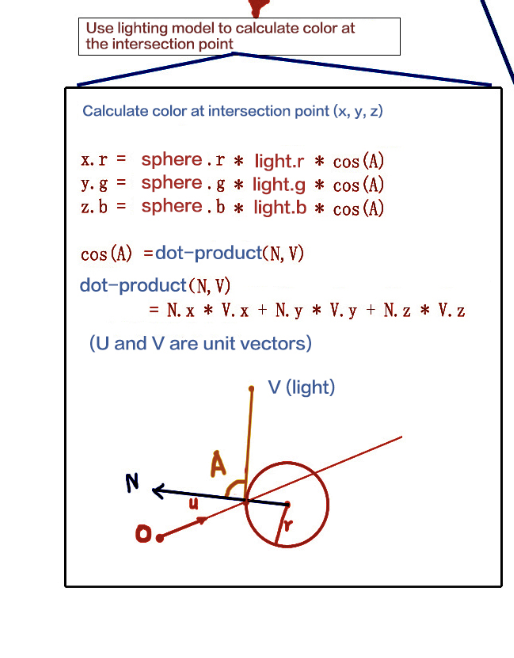 Use lighting model to calculate color at
the intersection point
Calculate color at intersection point (x, y, z)
x.r = sphere.r * light.r * cos(A)
y.g = sphere.g * light.g * cos(A)
z.b = sphere.b * light.b * cos(A)
cos(A) =dot-product(N, V)
dot-product(N, V)
= N.x * V.x + N.y * V.y + N.z * V.z
(U and V are unit vectors)
V (light)
A
N
u
r
O